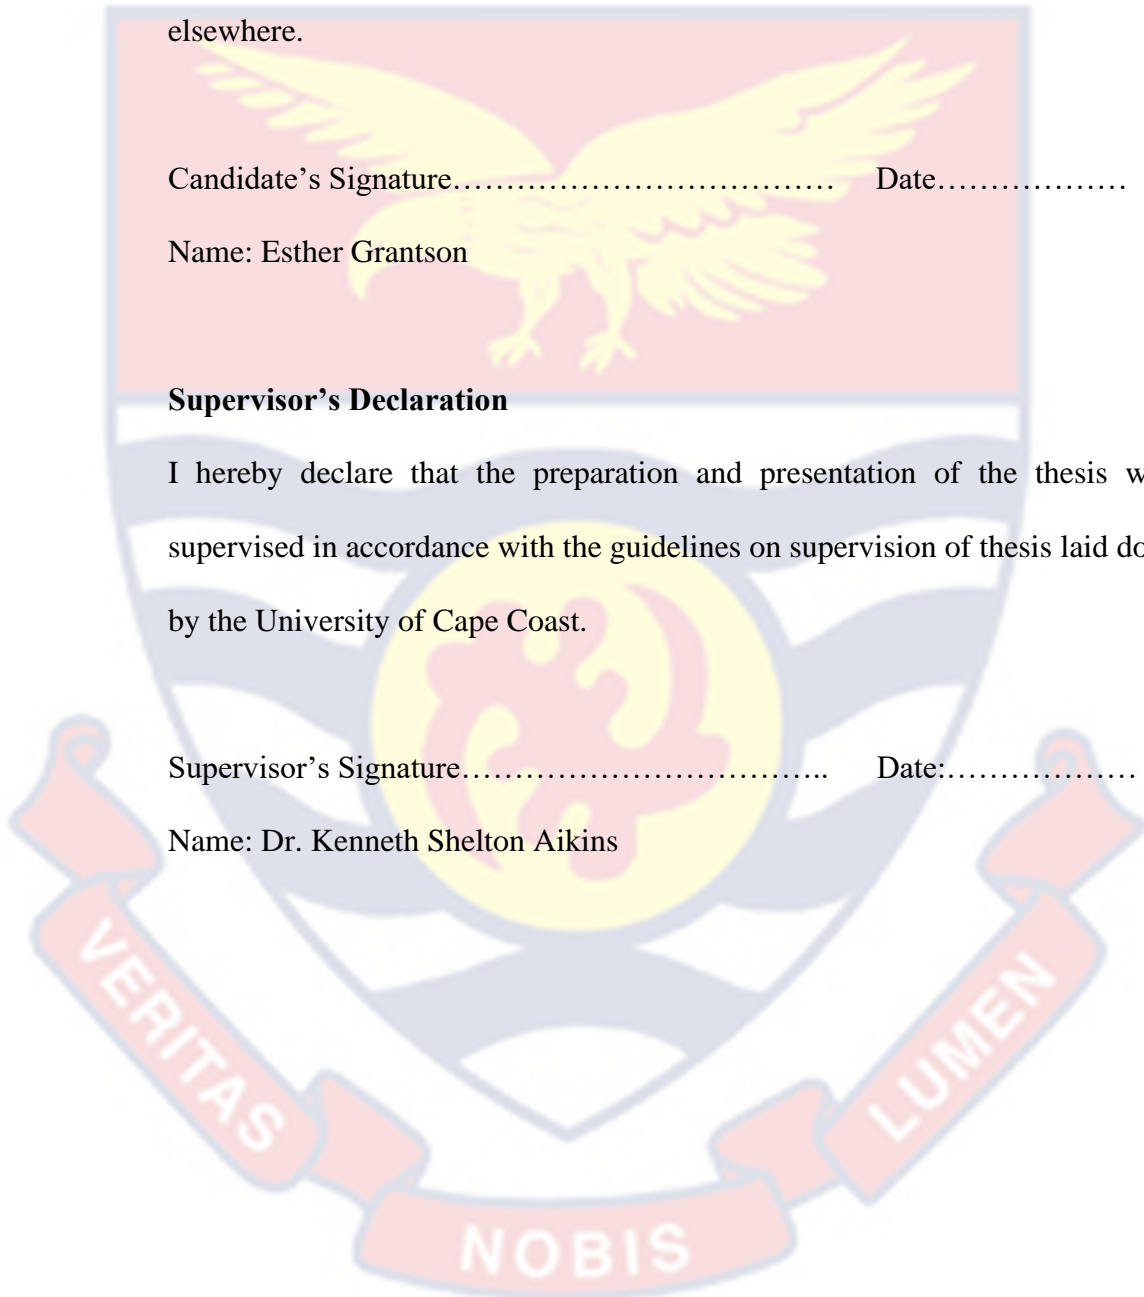 elsewhere.
Candidate’s Signature……………………………… Date………………
Name: Esther Grantson
Supervisor’s Declaration
I hereby declare that the preparation and presentation of the thesis w
supervised in accordance with the guidelines on supervision of thesis laid do
by the University of Cape Coast.
Supervisor’s Signature…………………………….. Date:………………
Name: Dr. Kenneth Shelton Aikins
VERITAS
NOBIS
LUMEN